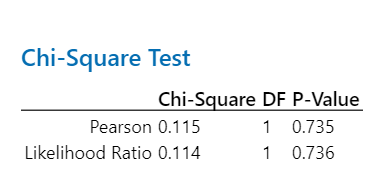 Chi-Square Test
Chi-Square DF P-Value
Pearson 0.115 1 0.735
Likelihood Ratio 0.114 1 0.736